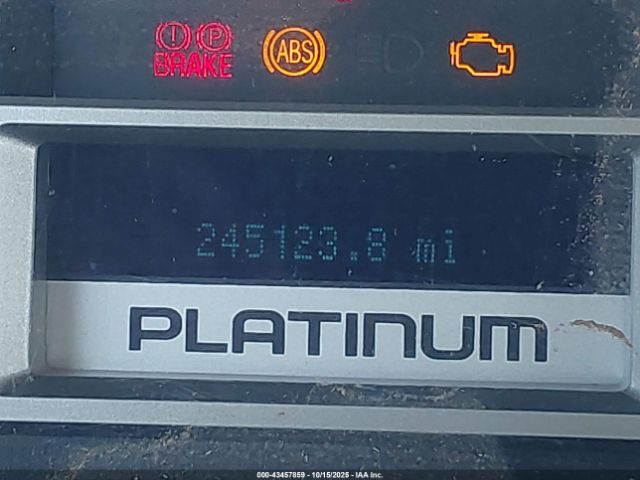 ! P
BRAKE ABS
245123.8 mi
PLATINUM
000-43457859 - 10/15/2025 - IAA Inc.